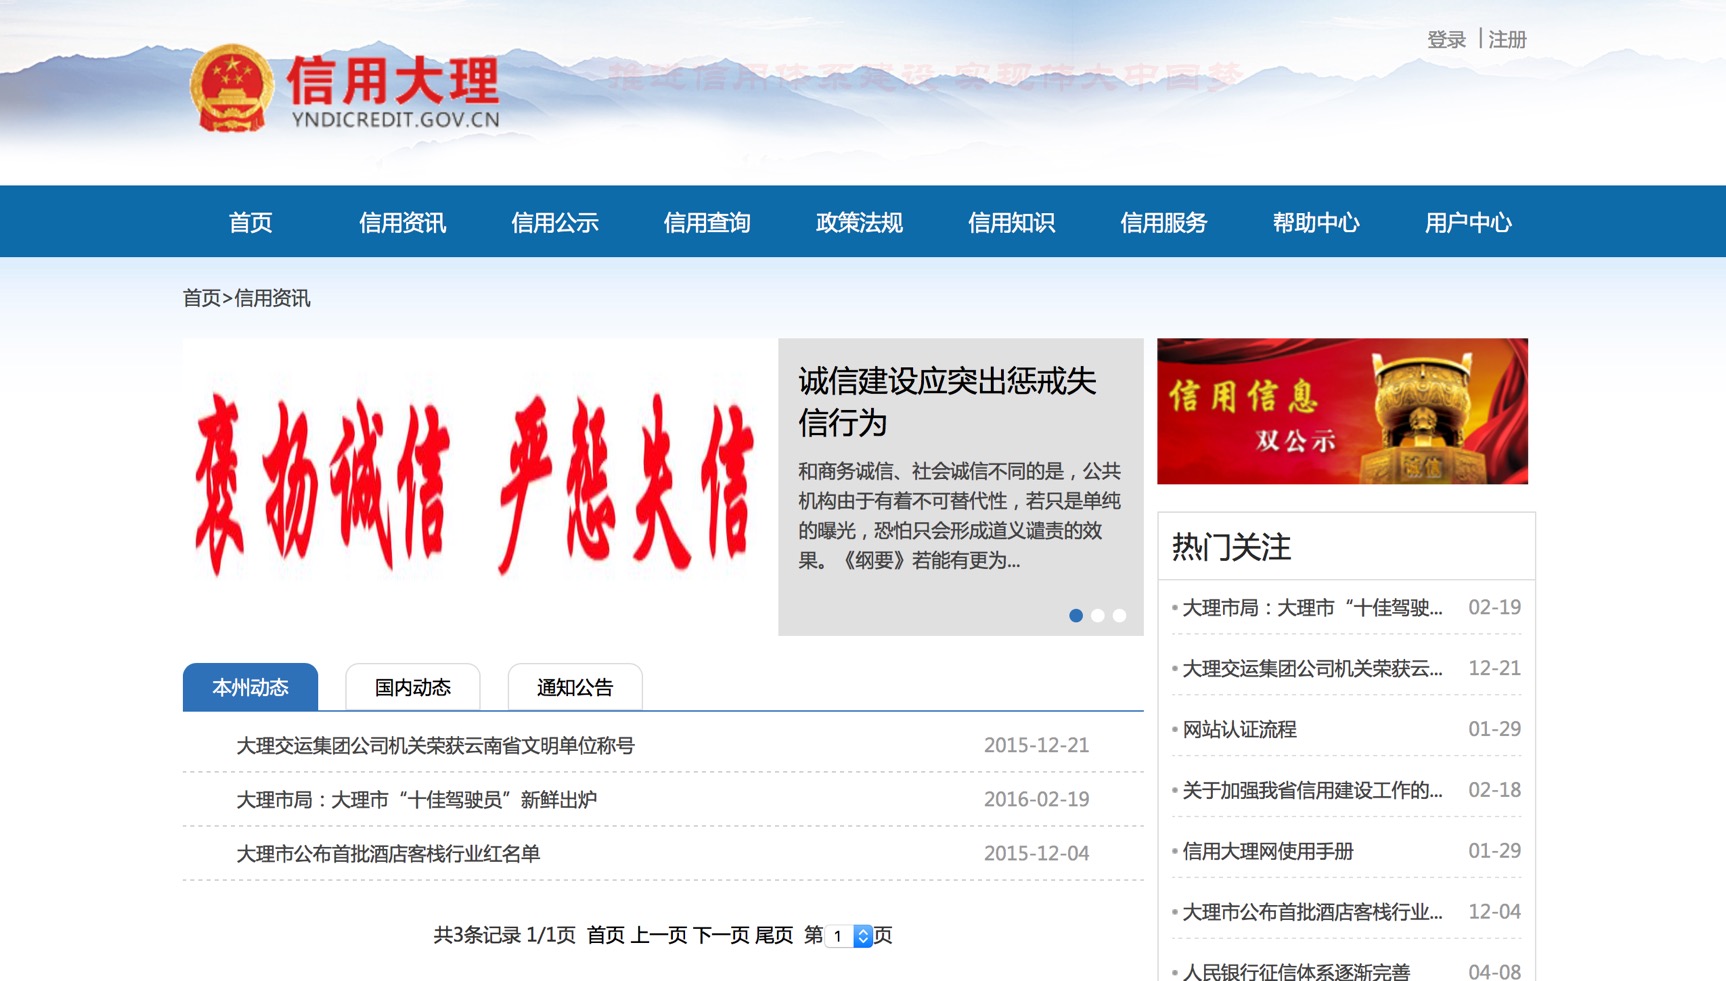 登录 | 注册
信用大理
YNDICREDIT.GOV.CN
推进信用体系建设 实现伟大中国梦
首页 信用资讯 信用公示 信用查询 政策法规 信用知识 信用服务 帮助中心 用户中心
首页>信用资讯
褒扬诚信 严惩失信
诚信建设应突出惩戒失
信行为
和商务诚信、社会诚信不同的是，公共
机构由于有着不可替代性，若只是单纯
的曝光，恐怕只会形成道义谴责的效
果。《纲要》若能有更为...
信用信息
双公示
诚信
本州动态 国内动态 通知公告
大理交运集团公司机关荣获云南省文明单位称号 2015-12-21
大理市局：大理市“十佳驾驶员”新鲜出炉 2016-02-19
大理市公布首批酒店客栈行业红名单 2015-12-04
共3条记录 1/1页 首页 上一页 下一页 尾页 第 1 页
热门关注
大理市局：大理市“十佳驾驶... 02-19
大理交运集团公司机关荣获云... 12-21
网站认证流程 01-29
关于加强我省信用建设工作的... 02-18
信用大理网使用手册 01-29
大理市公布首批酒店客栈行业... 12-04
人民银行征信体系逐渐完善 04-08